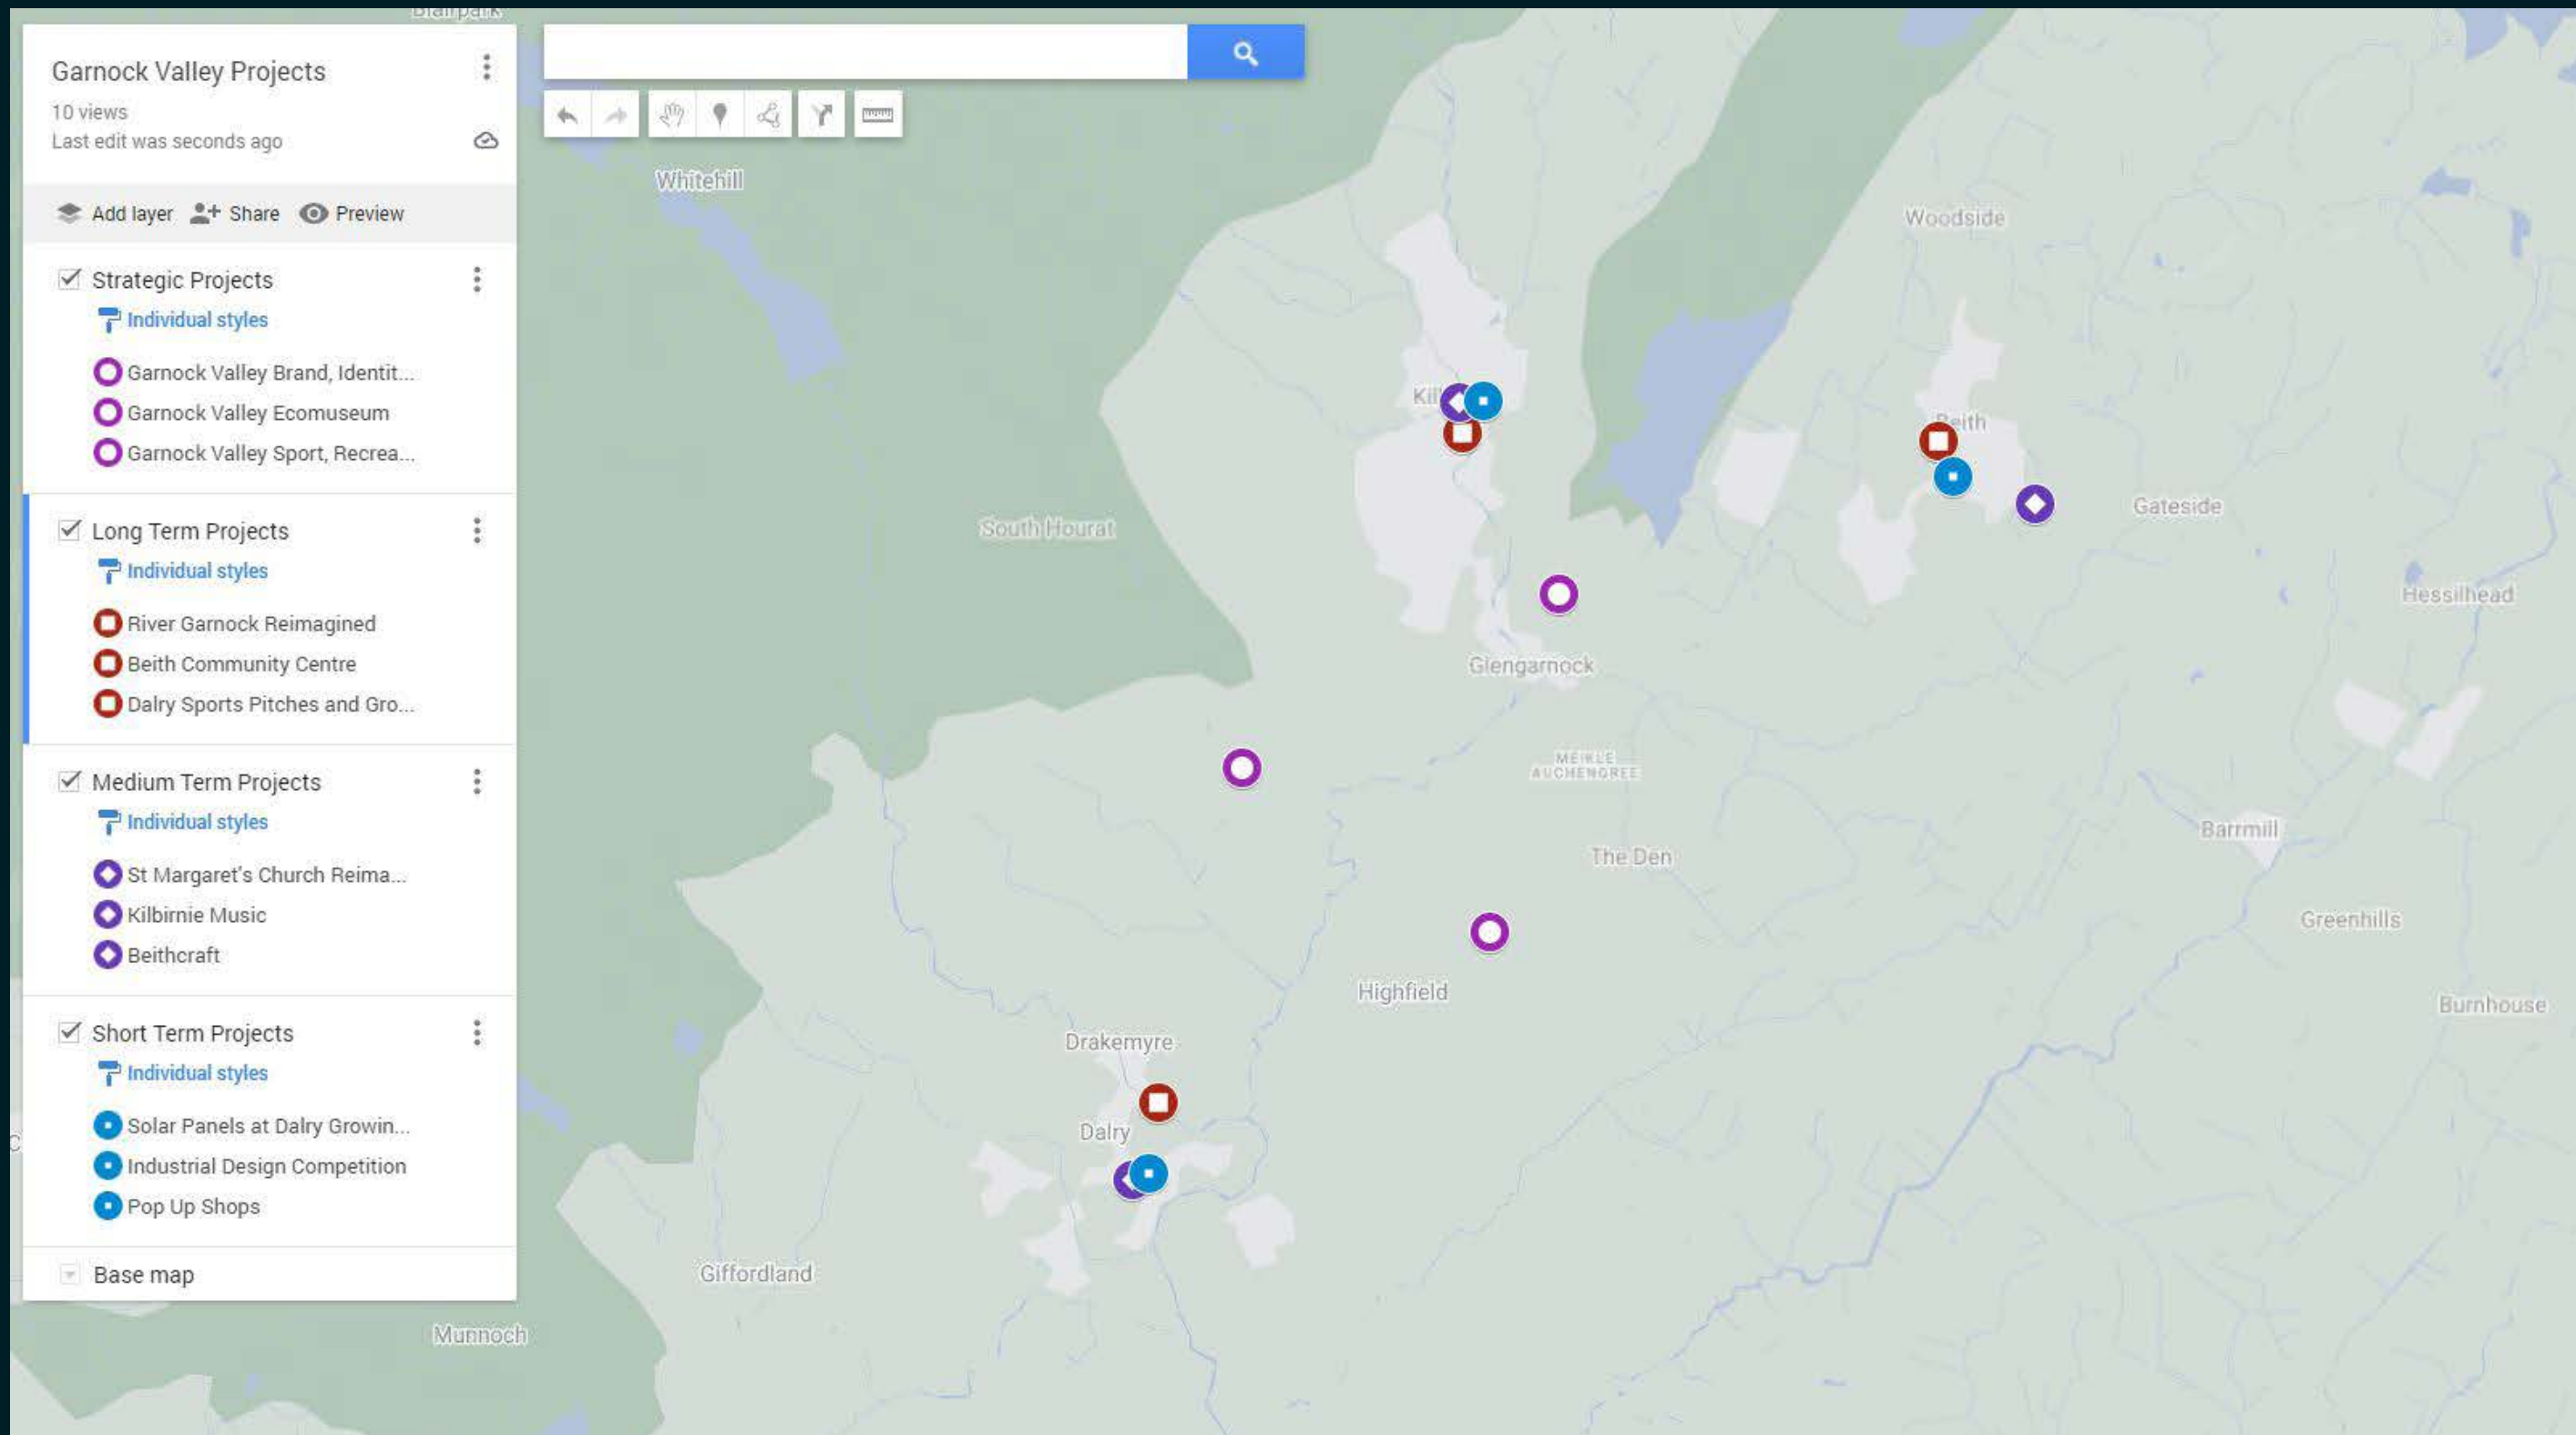 Blairpark
Garnock Valley Projects
10 views
Last edit was seconds ago
Add layer Share Preview
Strategic Projects
Individual styles
Garnock Valley Brand, Identit...
Garnock Valley Ecomuseum
Garnock Valley Sport, Recrea...
Long Term Projects
Individual styles
River Garnock Reimagined
Beith Community Centre
Dalry Sports Pitches and Gro...
Medium Term Projects
Individual styles
St Margaret's Church Reima...
Kilbirnie Music
Beithcraft
Short Term Projects
Individual styles
Solar Panels at Dalry Growin...
Industrial Design Competition
Pop Up Shops
Base map
Whitehill
Woodside
Beith
South Hourat
Gateside
Hessilhead
Glengarnock
MEIKLE
AUCHENGREE
Barrmill
The Den
Greenhills
Highfield
Burnhouse
Drakemyre
Dalry
Giffordland
Munnoch